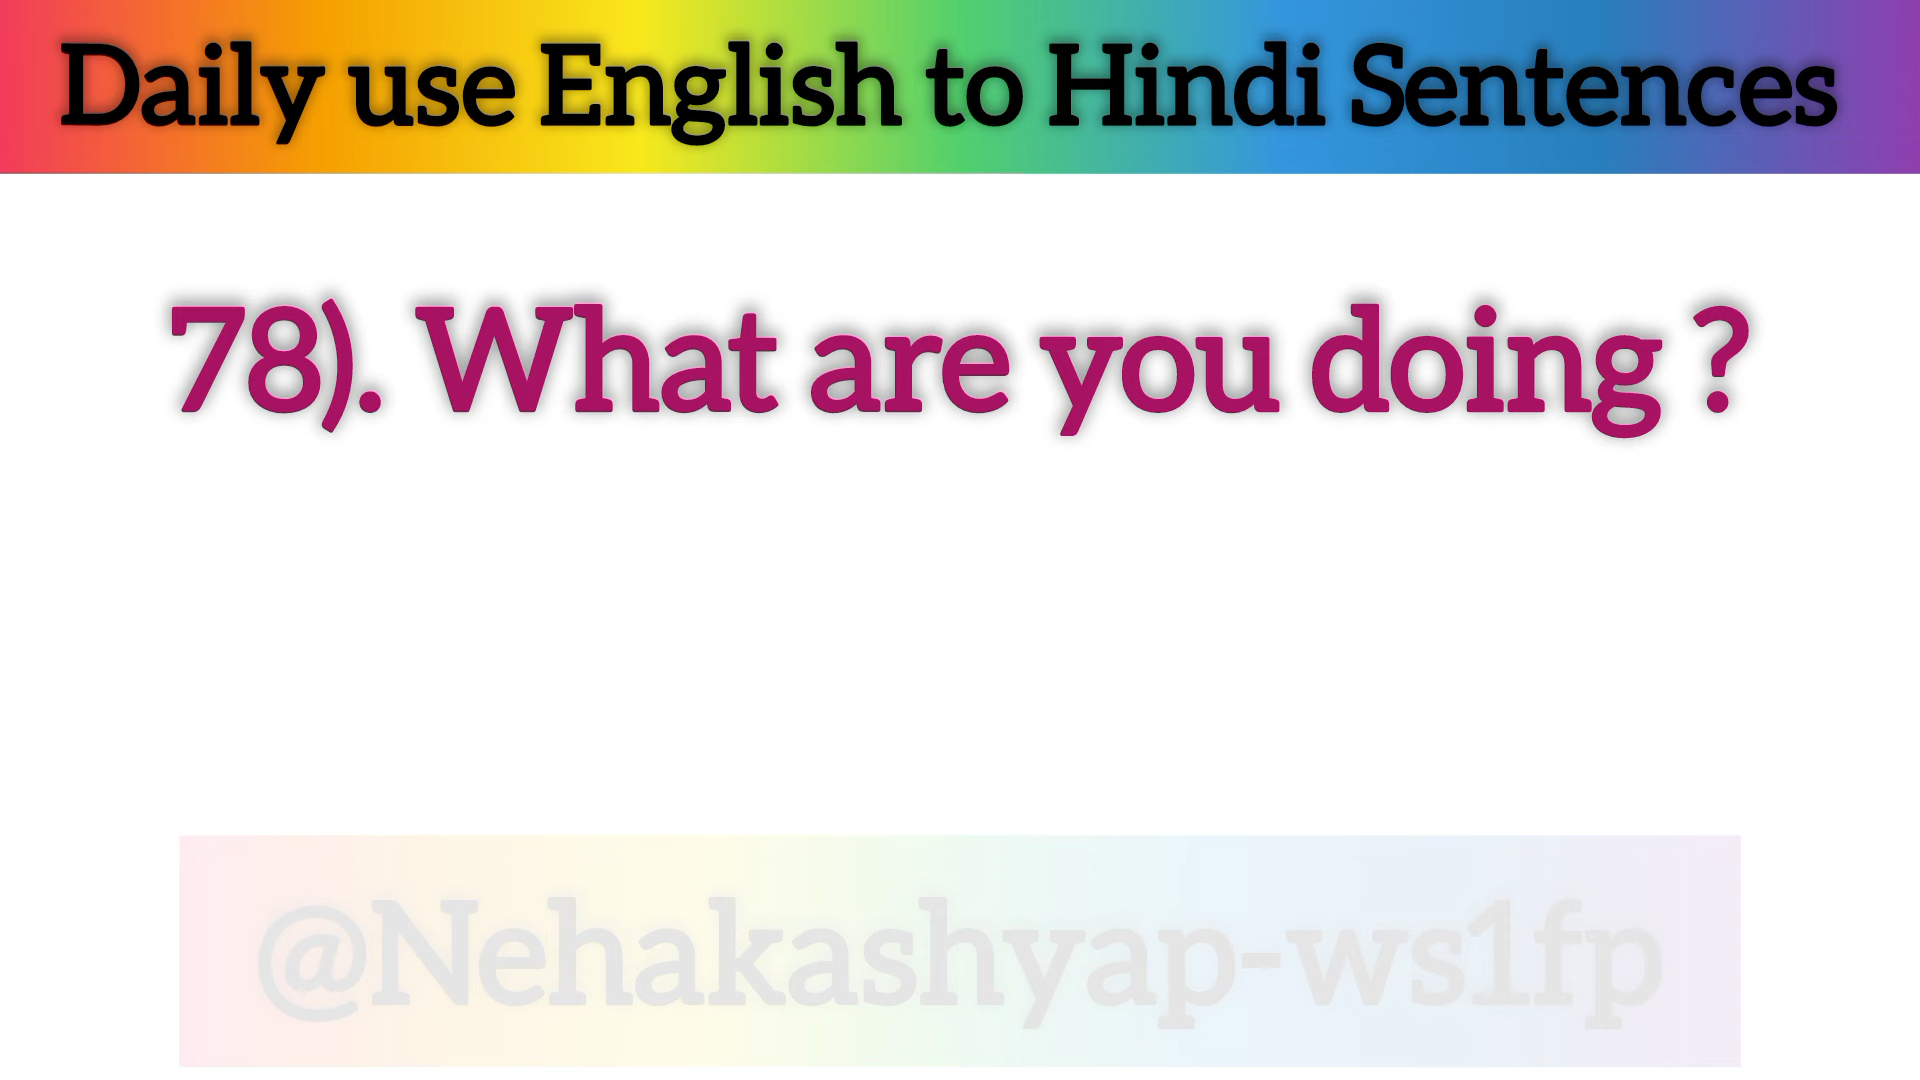 Daily use English to Hindi Sentences
78). What are you doing ?
@Nehakashyap-ws1fp